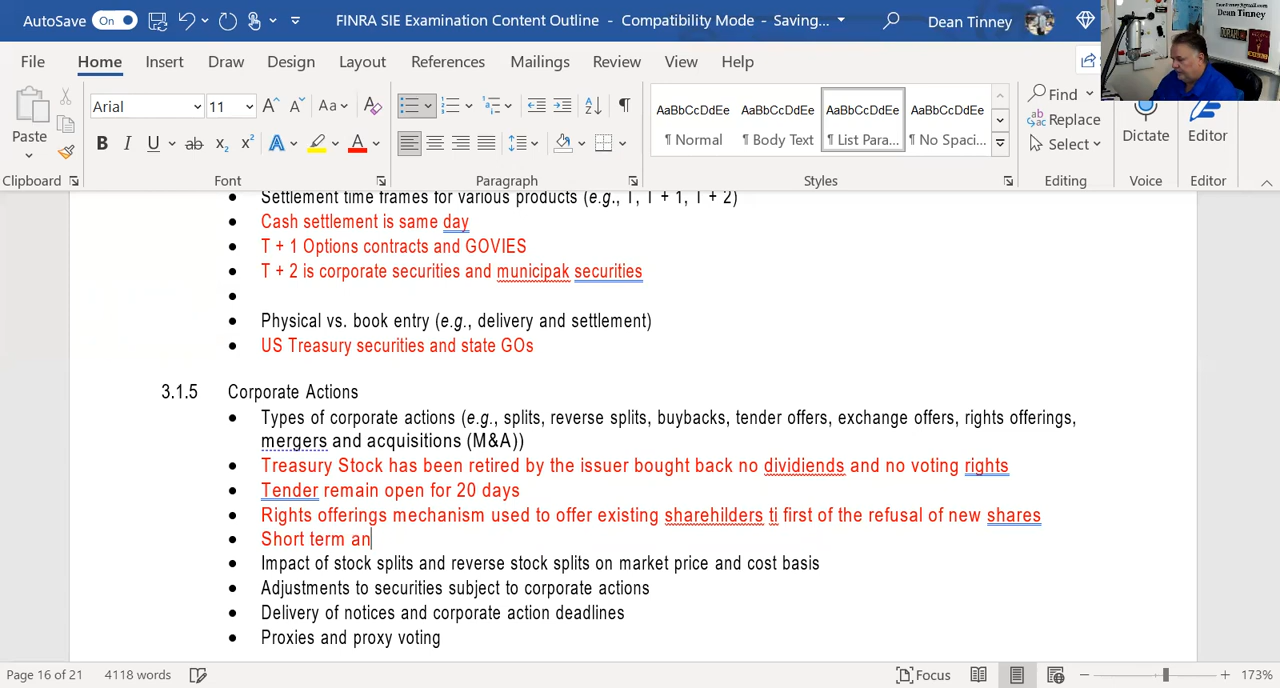 AutoSave On FINRA SIE Examination Content Outline - Compatibility Mode - Saving... Dean Tinney
Dean Tinney
File Home Insert Draw Design Layout References Mailings Review View Help
Paste Arial 11 Aa AaBbCcDdEe AaBbCcDdEe AaBbCcDdEe AaBbCcDdEe Find Replace Select Dictate Editor
¶ Normal ¶ Body Text ¶ List Para... ¶ No Spaci...
Clipboard Font Paragraph Styles Editing Voice Editor
• Settlement time frames for various products (e.g., T, T + 1, T + 2)
• Cash settlement is same day
• T + 1 Options contracts and GOVIES
• T + 2 is corporate securities and municipak securities
•
• Physical vs. book entry (e.g., delivery and settlement)
• US Treasury securities and state GOs
3.1.5 Corporate Actions
• Types of corporate actions (e.g., splits, reverse splits, buybacks, tender offers, exchange offers, rights offerings,
mergers and acquisitions (M&A))
• Treasury Stock has been retired by the issuer bought back no dividiends and no voting rights
• Tender remain open for 20 days
• Rights offerings mechanism used to offer existing sharehilders ti first of the refusal of new shares
• Short term an
• Impact of stock splits and reverse stock splits on market price and cost basis
• Adjustments to securities subject to corporate actions
• Delivery of notices and corporate action deadlines
• Proxies and proxy voting
Page 16 of 21 4118 words Focus 173%